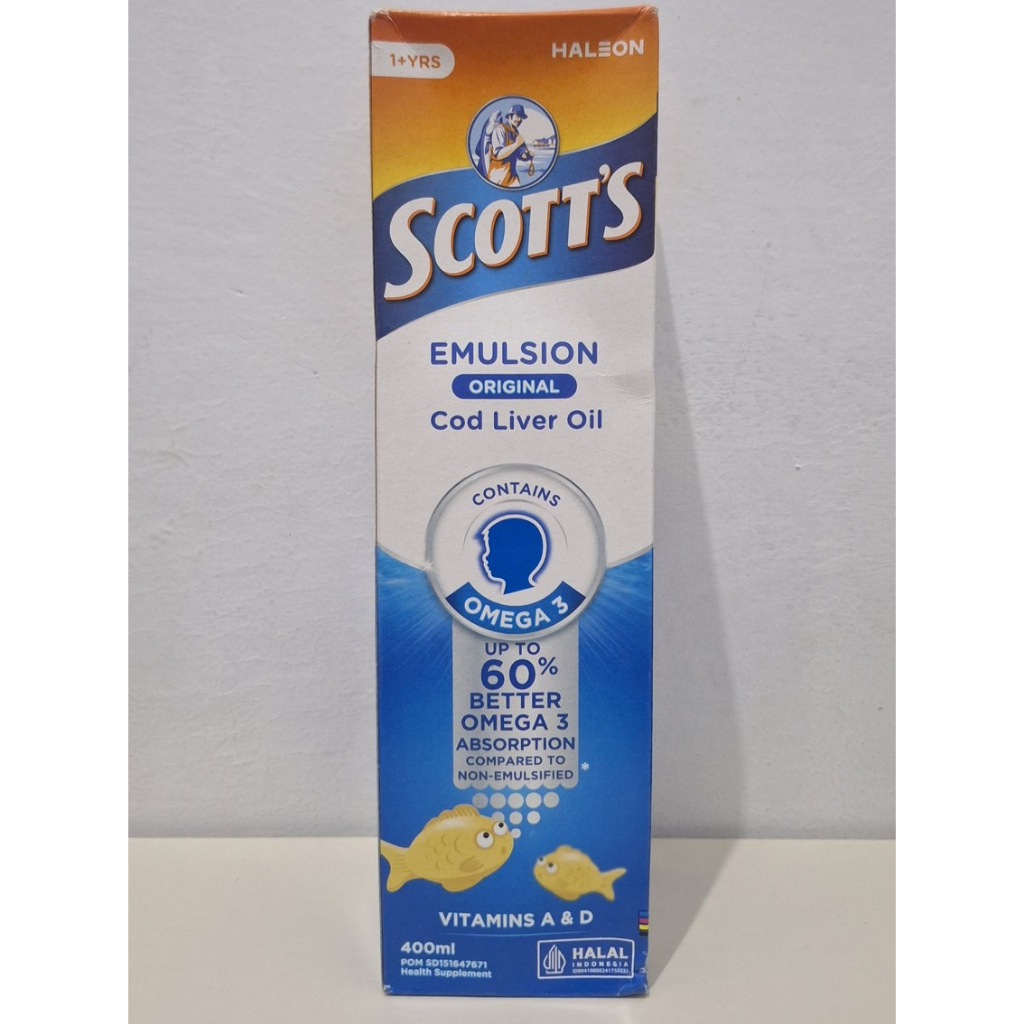 1+YRS
HALEON
SCOTT'S
EMULSION
ORIGINAL
Cod Liver Oil
CONTAINS
OMEGA 3
UP TO
60%
BETTER
OMEGA 3
ABSORPTION
COMPARED TO
NON-EMULSIFIED*
VITAMINS A & D
400ml
POM SD151647671
Health Supplement
HALAL
INDONESIA